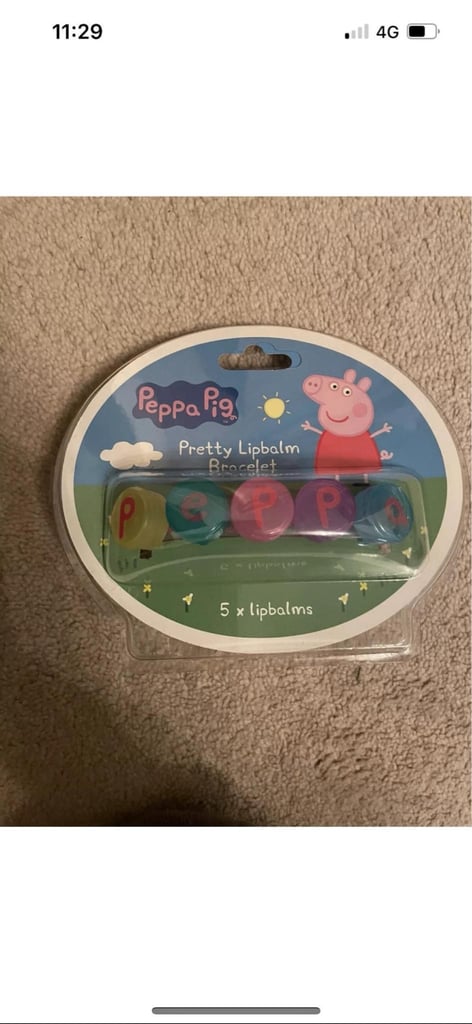 11:29
4G
Peppa Pig
Pretty Lipbalm
Bracelet
P e P P a
5 x lipbalms